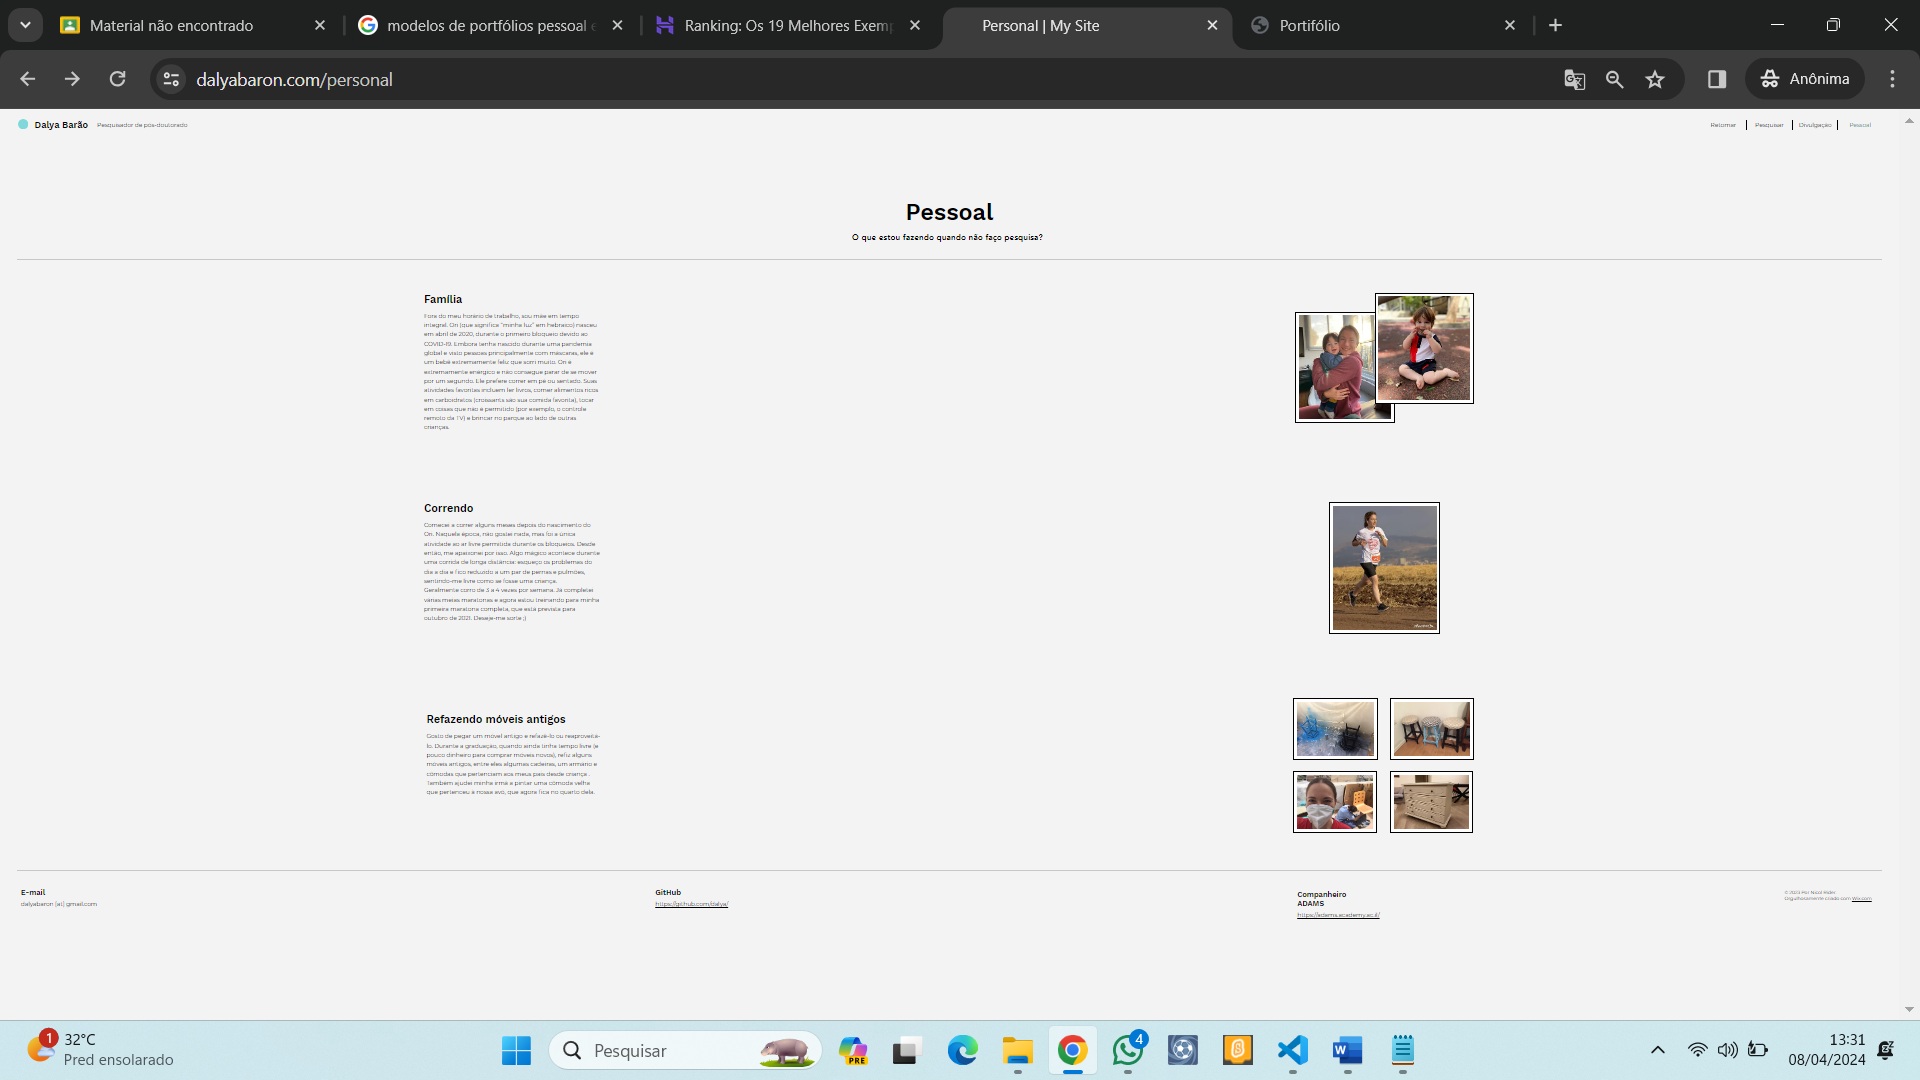 Material não encontrado
modelos de portfólios pessoal e
Ranking: Os 19 Melhores Exem
Personal | My Site
Portifólio
dalyabaron.com/personal
Anônima
Dalya Barão Pesquisador de pós-doutorado
Retornar Pesquisar Divulgação Pessoal
Pessoal
O que estou fazendo quando não faço pesquisa?
Família
Fora do meu horário de trabalho, sou mãe em tempo
integral. Ori (que significa "minha luz" em hebraico) nasceu
em abril de 2020, durante o primeiro bloqueio devido ao
COVID-19. Embora tenha nascido durante uma pandemia
global e visto pessoas principalmente com máscaras, ele é
um bebê extremamente feliz que sorri muito. Ori é
extremamente enérgico e não consegue parar de se mover
por um segundo. Ele prefere correr em pé ou sentado. Suas
atividades favoritas incluem ler livros, comer alimentos ricos
em carboidratos (croissants são sua comida favorita), tocar
em coisas que não é permitido (por exemplo, o controle
remoto da TV) e brincar no parque ao lado de outras
crianças.
Correndo
Comecei a correr alguns meses depois do nascimento do
Ori. Naquela época, não gostei nada, mas foi a única
atividade ao ar livre permitida durante os bloqueios. Desde
então, me apaixonei por isso. Algo mágico acontece durante
uma corrida de longa distância: esqueço os problemas do
dia a dia e fico reduzido a um par de pernas e pulmões,
sentindo-me livre como se fosse uma criança.
Geralmente corro de 3 a 4 vezes por semana. Já completei
várias meias maratonas e agora estou treinando para minha
primeira maratona completa, que está prevista para
outubro de 2021. Deseje-me sorte ;)
Refazendo móveis antigos
Gosto de pegar um móvel antigo e refazê-lo ou reaproveitá-
lo. Durante a graduação, quando ainda tinha tempo livre (e
pouco dinheiro para comprar móveis novos), refiz alguns
móveis antigos, entre eles algumas cadeiras, um armário e
cômodas que pertenciam aos meus pais desde criança .
Também ajudei minha irmã a pintar uma cômoda velha
que pertenceu à nossa avó, que agora fica no quarto dela.
E-mail
dalyabaron [at] gmail.com
GitHub
https://github.com/dalya/
Companheiro
ADAMS
https://adams.academy.ac.il/
© 2023 Por Nicol Rider.
Orgulhosamente criado com Wix.com
1
32°C
Pred ensolarado
Pesquisar
PRE
4
13:31
08/04/2024